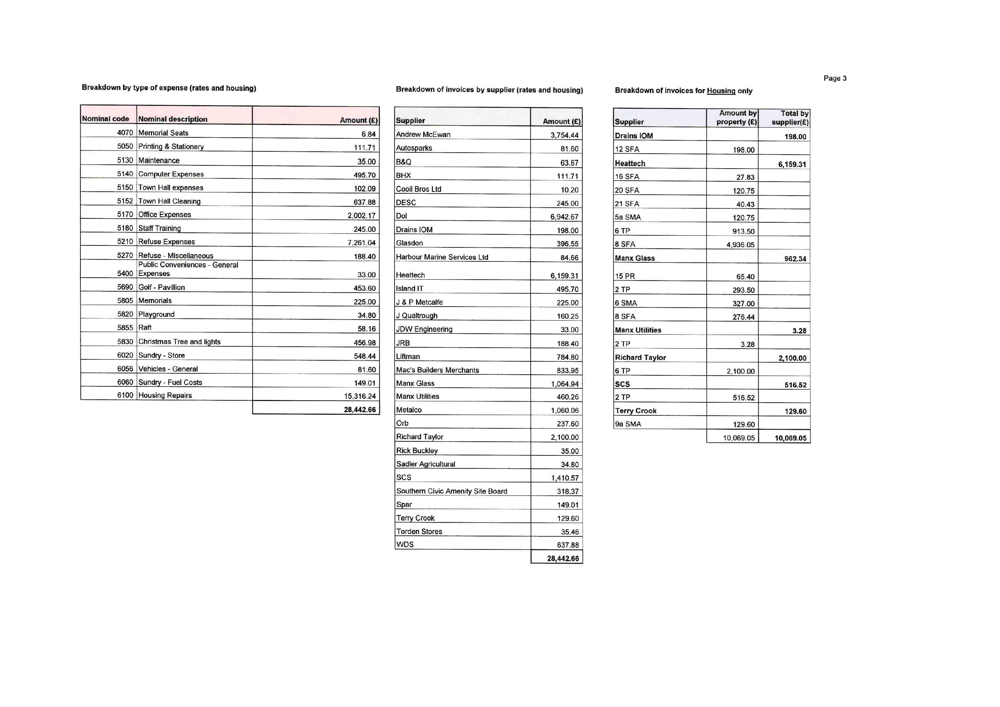 Page 3
Breakdown by type of expense (rates and housing)
Nominal code Nominal description Amount (£)
4070 Memorial Seats 6.84
5050 Printing & Stationery 111.71
5130 Maintenance 35.00
5140 Computer Expenses 495.70
5150 Town Hall expenses 102.09
5152 Town Hall Cleaning 637.88
5170 Office Expenses 2,002.17
5180 Staff Training 245.00
5210 Refuse Expenses 7,261.04
5270 Refuse - Miscellaneous 188.40
Public Conveniences - General
5400 Expenses 33.00
5690 Golf - Pavillion 453.60
5805 Memorials 225.00
5820 Playground 34.80
5855 Raft 58.16
5830 Christmas Tree and lights 456.98
6020 Sundry - Store 548.44
6056 Vehicles - General 81.60
6060 Sundry - Fuel Costs 149.01
6100 Housing Repairs 15,316.24
28,442.66
Breakdown of invoices by supplier (rates and housing)
Supplier Amount (£)
Andrew McEwan 3,754.44
Autosparks 81.60
B&Q 63.87
BHX 111.71
Cooil Bros Ltd 10.20
DESC 245.00
DoI 6,942.67
Drains IOM 198.00
Glasdon 396.55
Harbour Marine Services Ltd 84.66
Heattech 6,159.31
Island IT 495.70
J & P Metcalfe 225.00
J Qualtrough 160.25
JDW Engineering 33.00
JRB 188.40
Liftman 784.80
Mac's Builders Merchants 833.95
Manx Glass 1,064.94
Manx Utilities 460.26
Metalco 1,060.06
Orb 237.60
Richard Taylor 2,100.00
Rick Buckley 35.00
Sadler Agricultural 34.80
SCS 1,410.57
Southern Civic Amenity Site Board 318.37
Spar 149.01
Terry Crook 129.60
Torden Stores 35.46
WDS 637.88
28,442.66
Breakdown of invoices for Housing only
Amount by Total by
Supplier property (£) supplier(£)
Drains IOM 198.00
12 SFA 198.00
Heattech 6,159.31
16 SFA 27.83
20 SFA 120.75
21 SFA 40.43
5a SMA 120.75
6 TP 913.50
8 SFA 4,936.05
Manx Glass 962.34
15 PR 65.40
2 TP 293.50
6 SMA 327.00
8 SFA 276.44
Manx Utilities 3.28
2 TP 3.28
Richard Taylor 2,100.00
6 TP 2,100.00
SCS 516.52
2 TP 516.52
Terry Crook 129.60
9a SMA 129.60
10,069.05 10,069.05